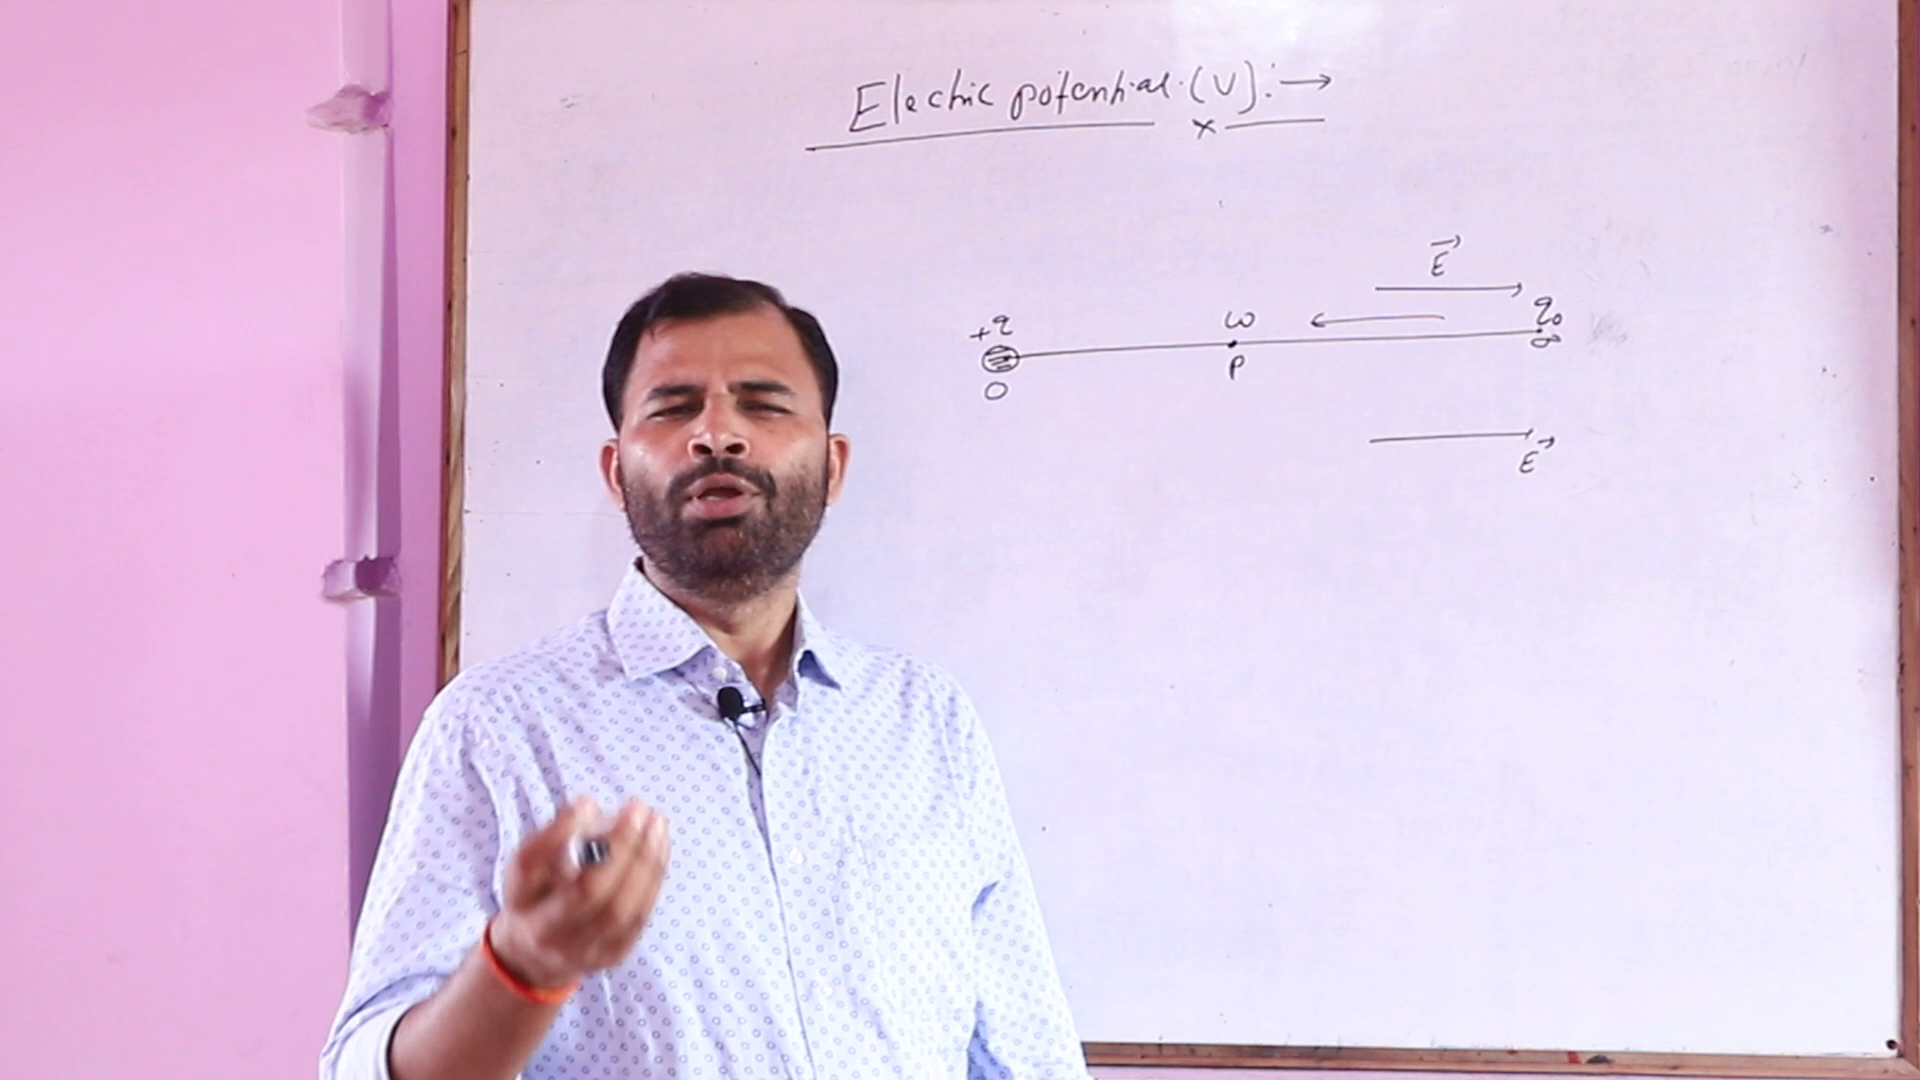 Electric potential (V):→
E⃗
+q
ω
q₀
∞
P
O
E⃗